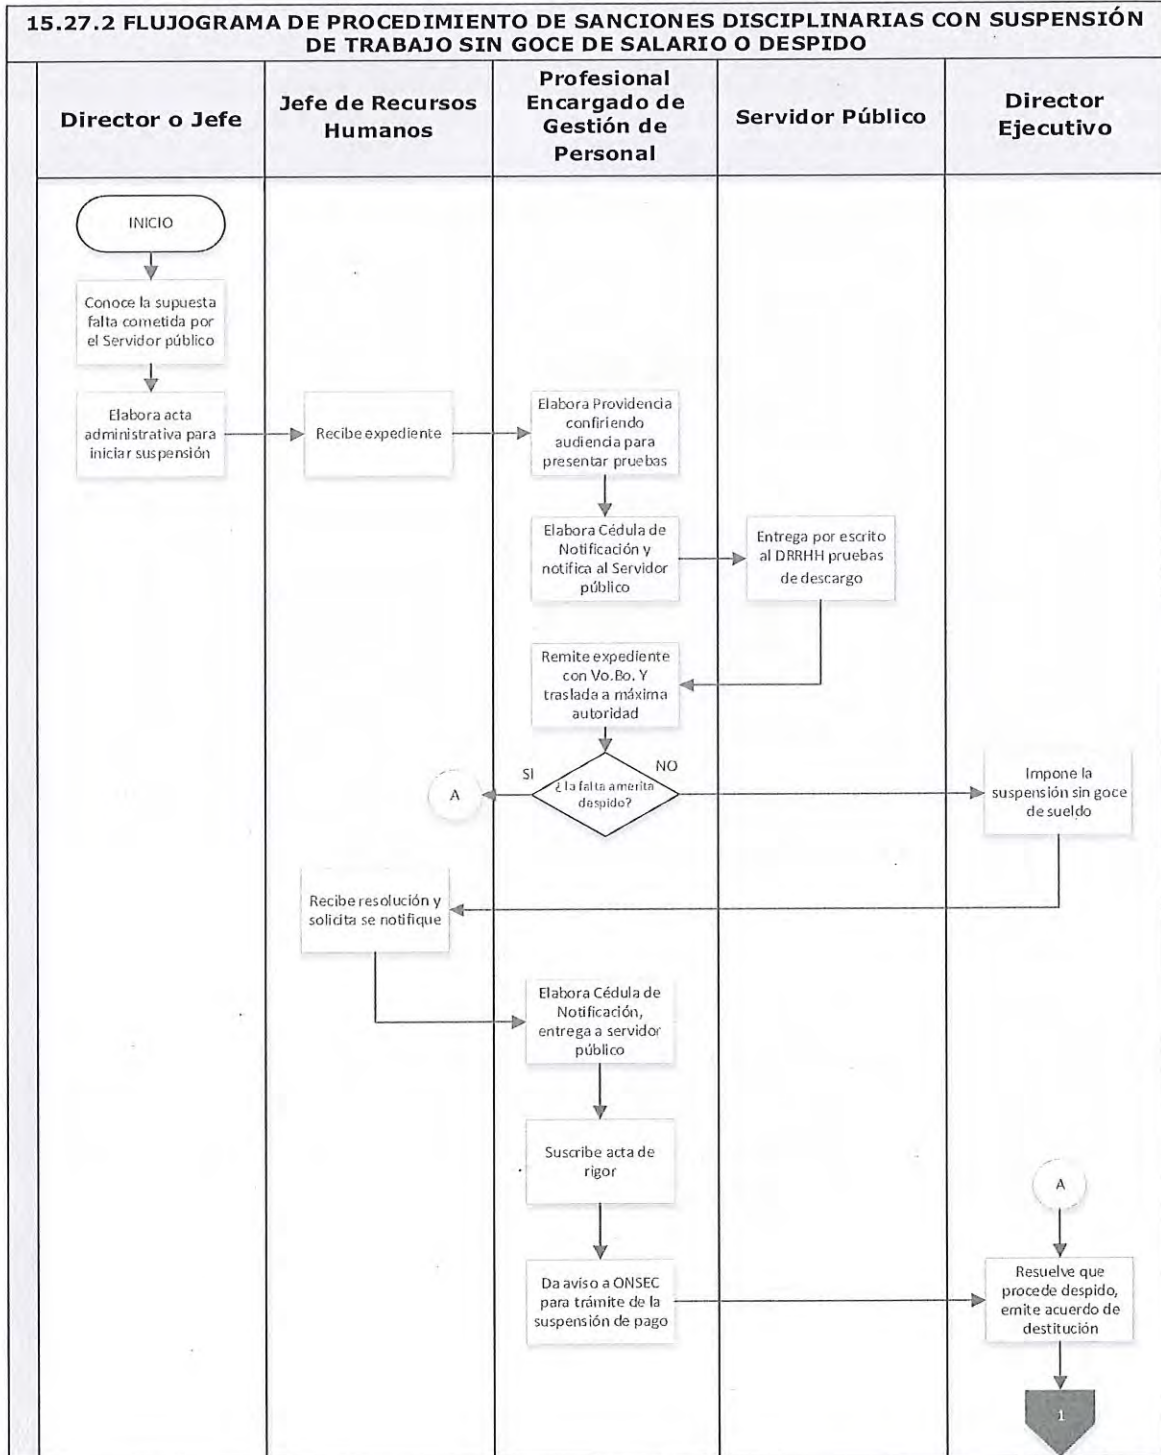 15.27.2 FLUJOGRAMA DE PROCEDIMIENTO DE SANCIONES DISCIPLINARIAS CON SUSPENSIÓN
DE TRABAJO SIN GOCE DE SALARIO O DESPIDO
Director o Jefe
Jefe de Recursos
Humanos
Profesional
Encargado de
Gestión de
Personal
Servidor Público
Director
Ejecutivo
INICIO
Conoce la supuesta
falta cometida por
el Servidor público
Elabora acta
administrativa para
iniciar suspensión
Recibe expediente
Elabora Providencia
confiriendo
audiencia para
presentar pruebas
Elabora Cédula de
Notificación y
notifica al Servidor
público
Entrega por escrito
al DRRHH pruebas
de descargo
Remite expediente
con Vo.Bo. Y
traslada a máxima
autoridad
SI
NO
¿la falta amerita
despido?
A
Impone la
suspensión sin goce
de sueldo
Recibe resolución y
solicita se notifique
Elabora Cédula de
Notificación,
entrega a servidor
público
Suscribe acta de
rigor
A
Da aviso a ONSEC
para trámite de la
suspensión de pago
Resuelve que
procede despido,
emite acuerdo de
destitución
1